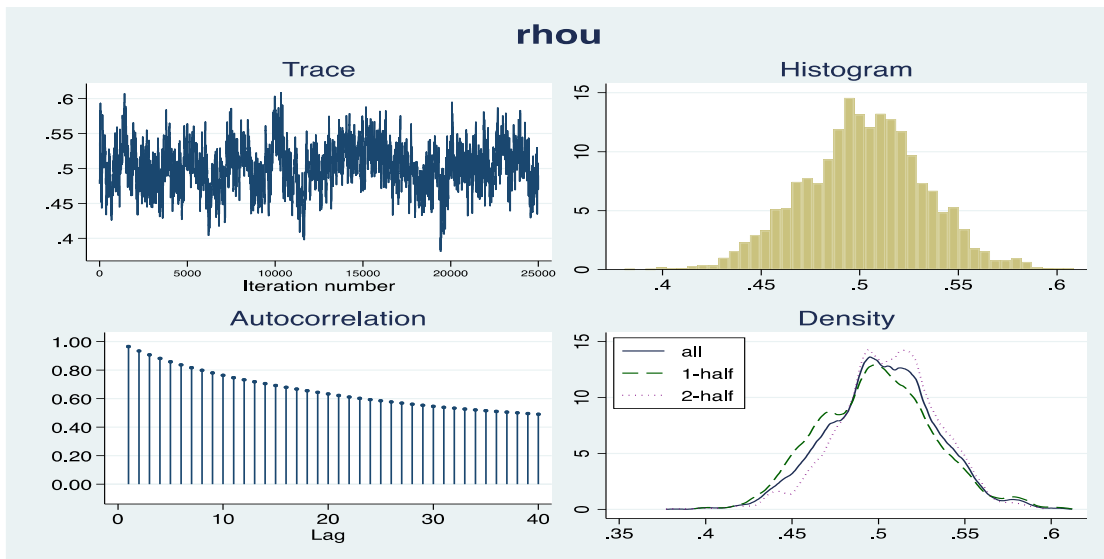 rhou
Trace
.6
.55
.5
.45
.4
0 5000 10000 15000 20000 25000
Iteration number
Histogram
15
10
5
0
.4 .45 .5 .55 .6
Autocorrelation
1.00
0.80
0.60
0.40
0.20
0.00
0 10 20 30 40
Lag
Density
all
1-half
2-half
15
10
5
0
.35 .4 .45 .5 .55 .6